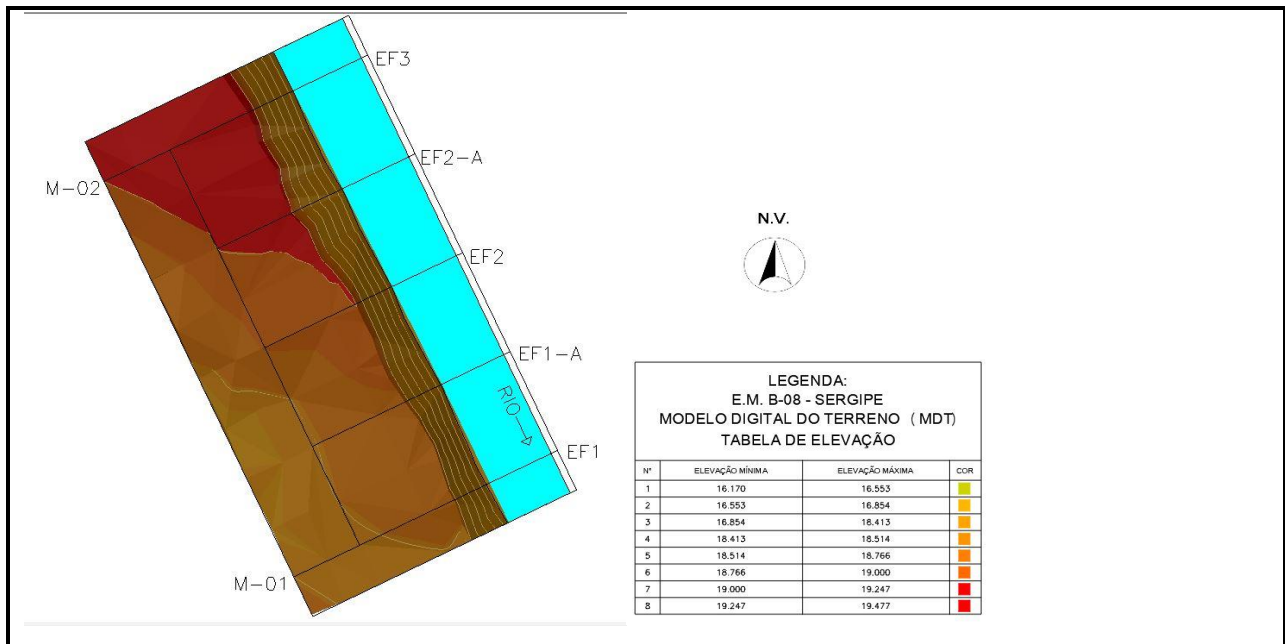 EF3
EF2-A
M-02
EF2
EF1-A
RIO
EF1
M-01
N.V.
LEGENDA:
E.M. B-08 - SERGIPE
MODELO DIGITAL DO TERRENO ( MDT)
TABELA DE ELEVAÇÃO
N° ELEVAÇÃO MÍNIMA ELEVAÇÃO MÁXIMA COR
1 16.170 16.553
2 16.553 16.854
3 16.854 18.413
4 18.413 18.514
5 18.514 18.766
6 18.766 19.000
7 19.000 19.247
8 19.247 19.477